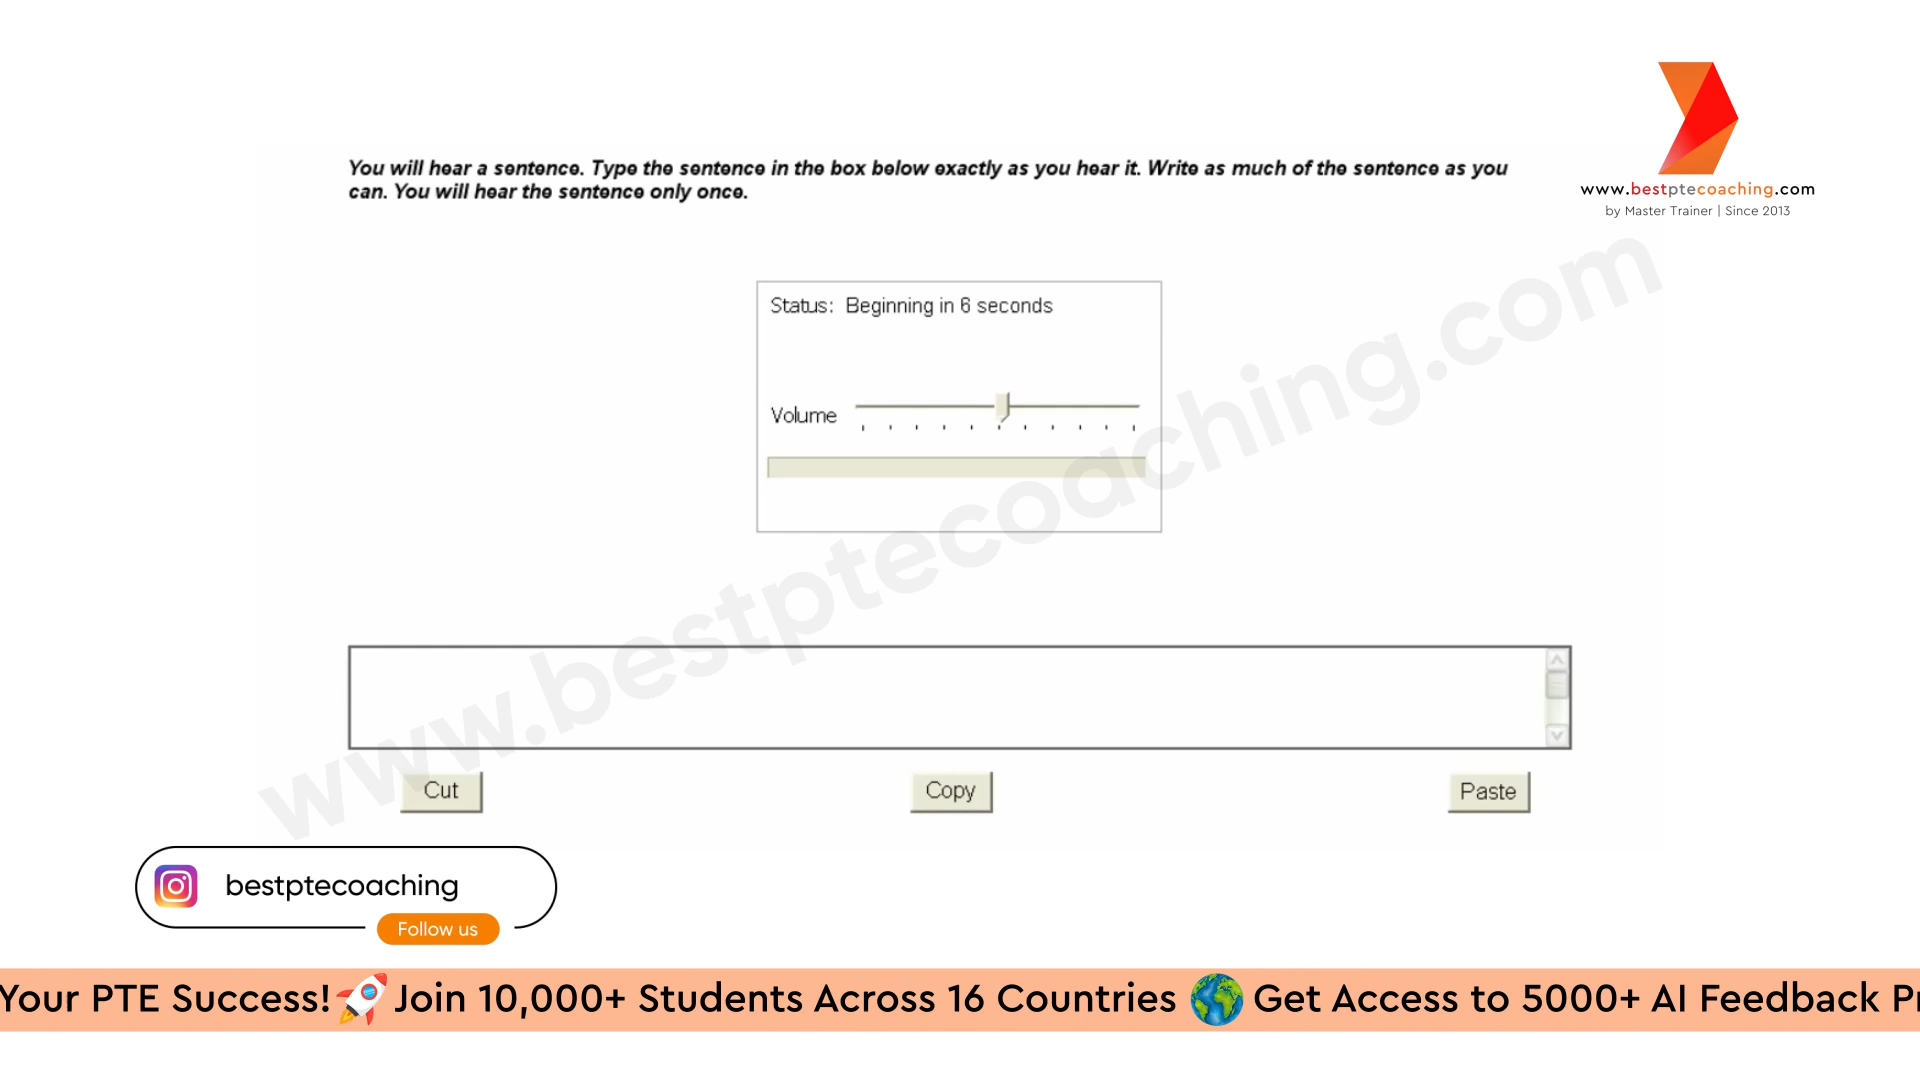 You will hear a sentence. Type the sentence in the box below exactly as you hear it. Write as much of the sentence as you
can. You will hear the sentence only once.
www.bestptecoaching.com
by Master Trainer | Since 2013
Status: Beginning in 6 seconds
Volume
www.bestptecoaching.com
Cut
Copy
Paste
bestptecoaching
Follow us
Your PTE Success! Join 10,000+ Students Across 16 Countries Get Access to 5000+ AI Feedback